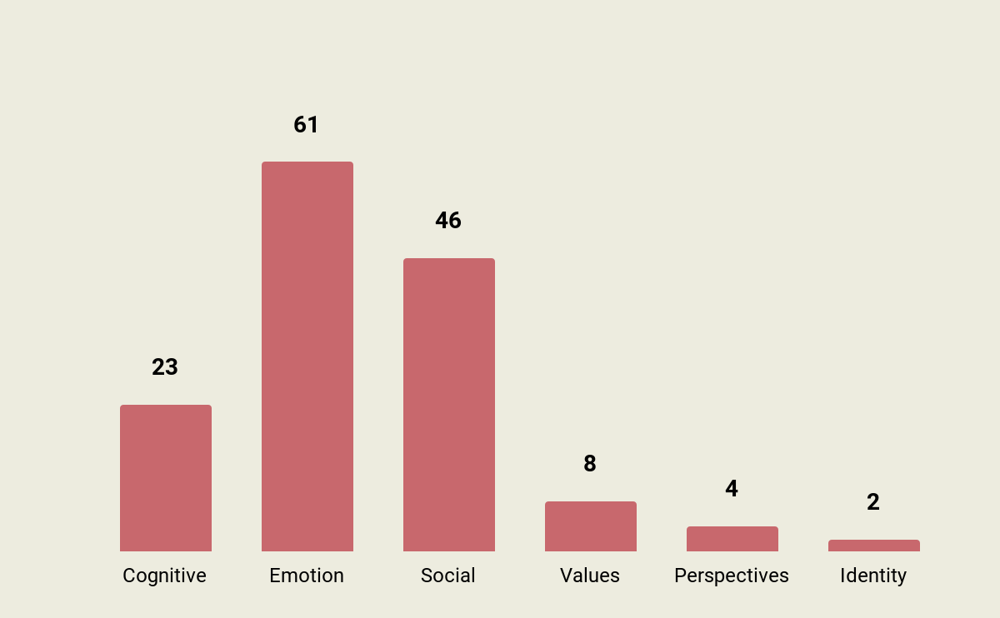 61
46
23
8
4
2
Cognitive
Emotion
Social
Values
Perspectives
Identity